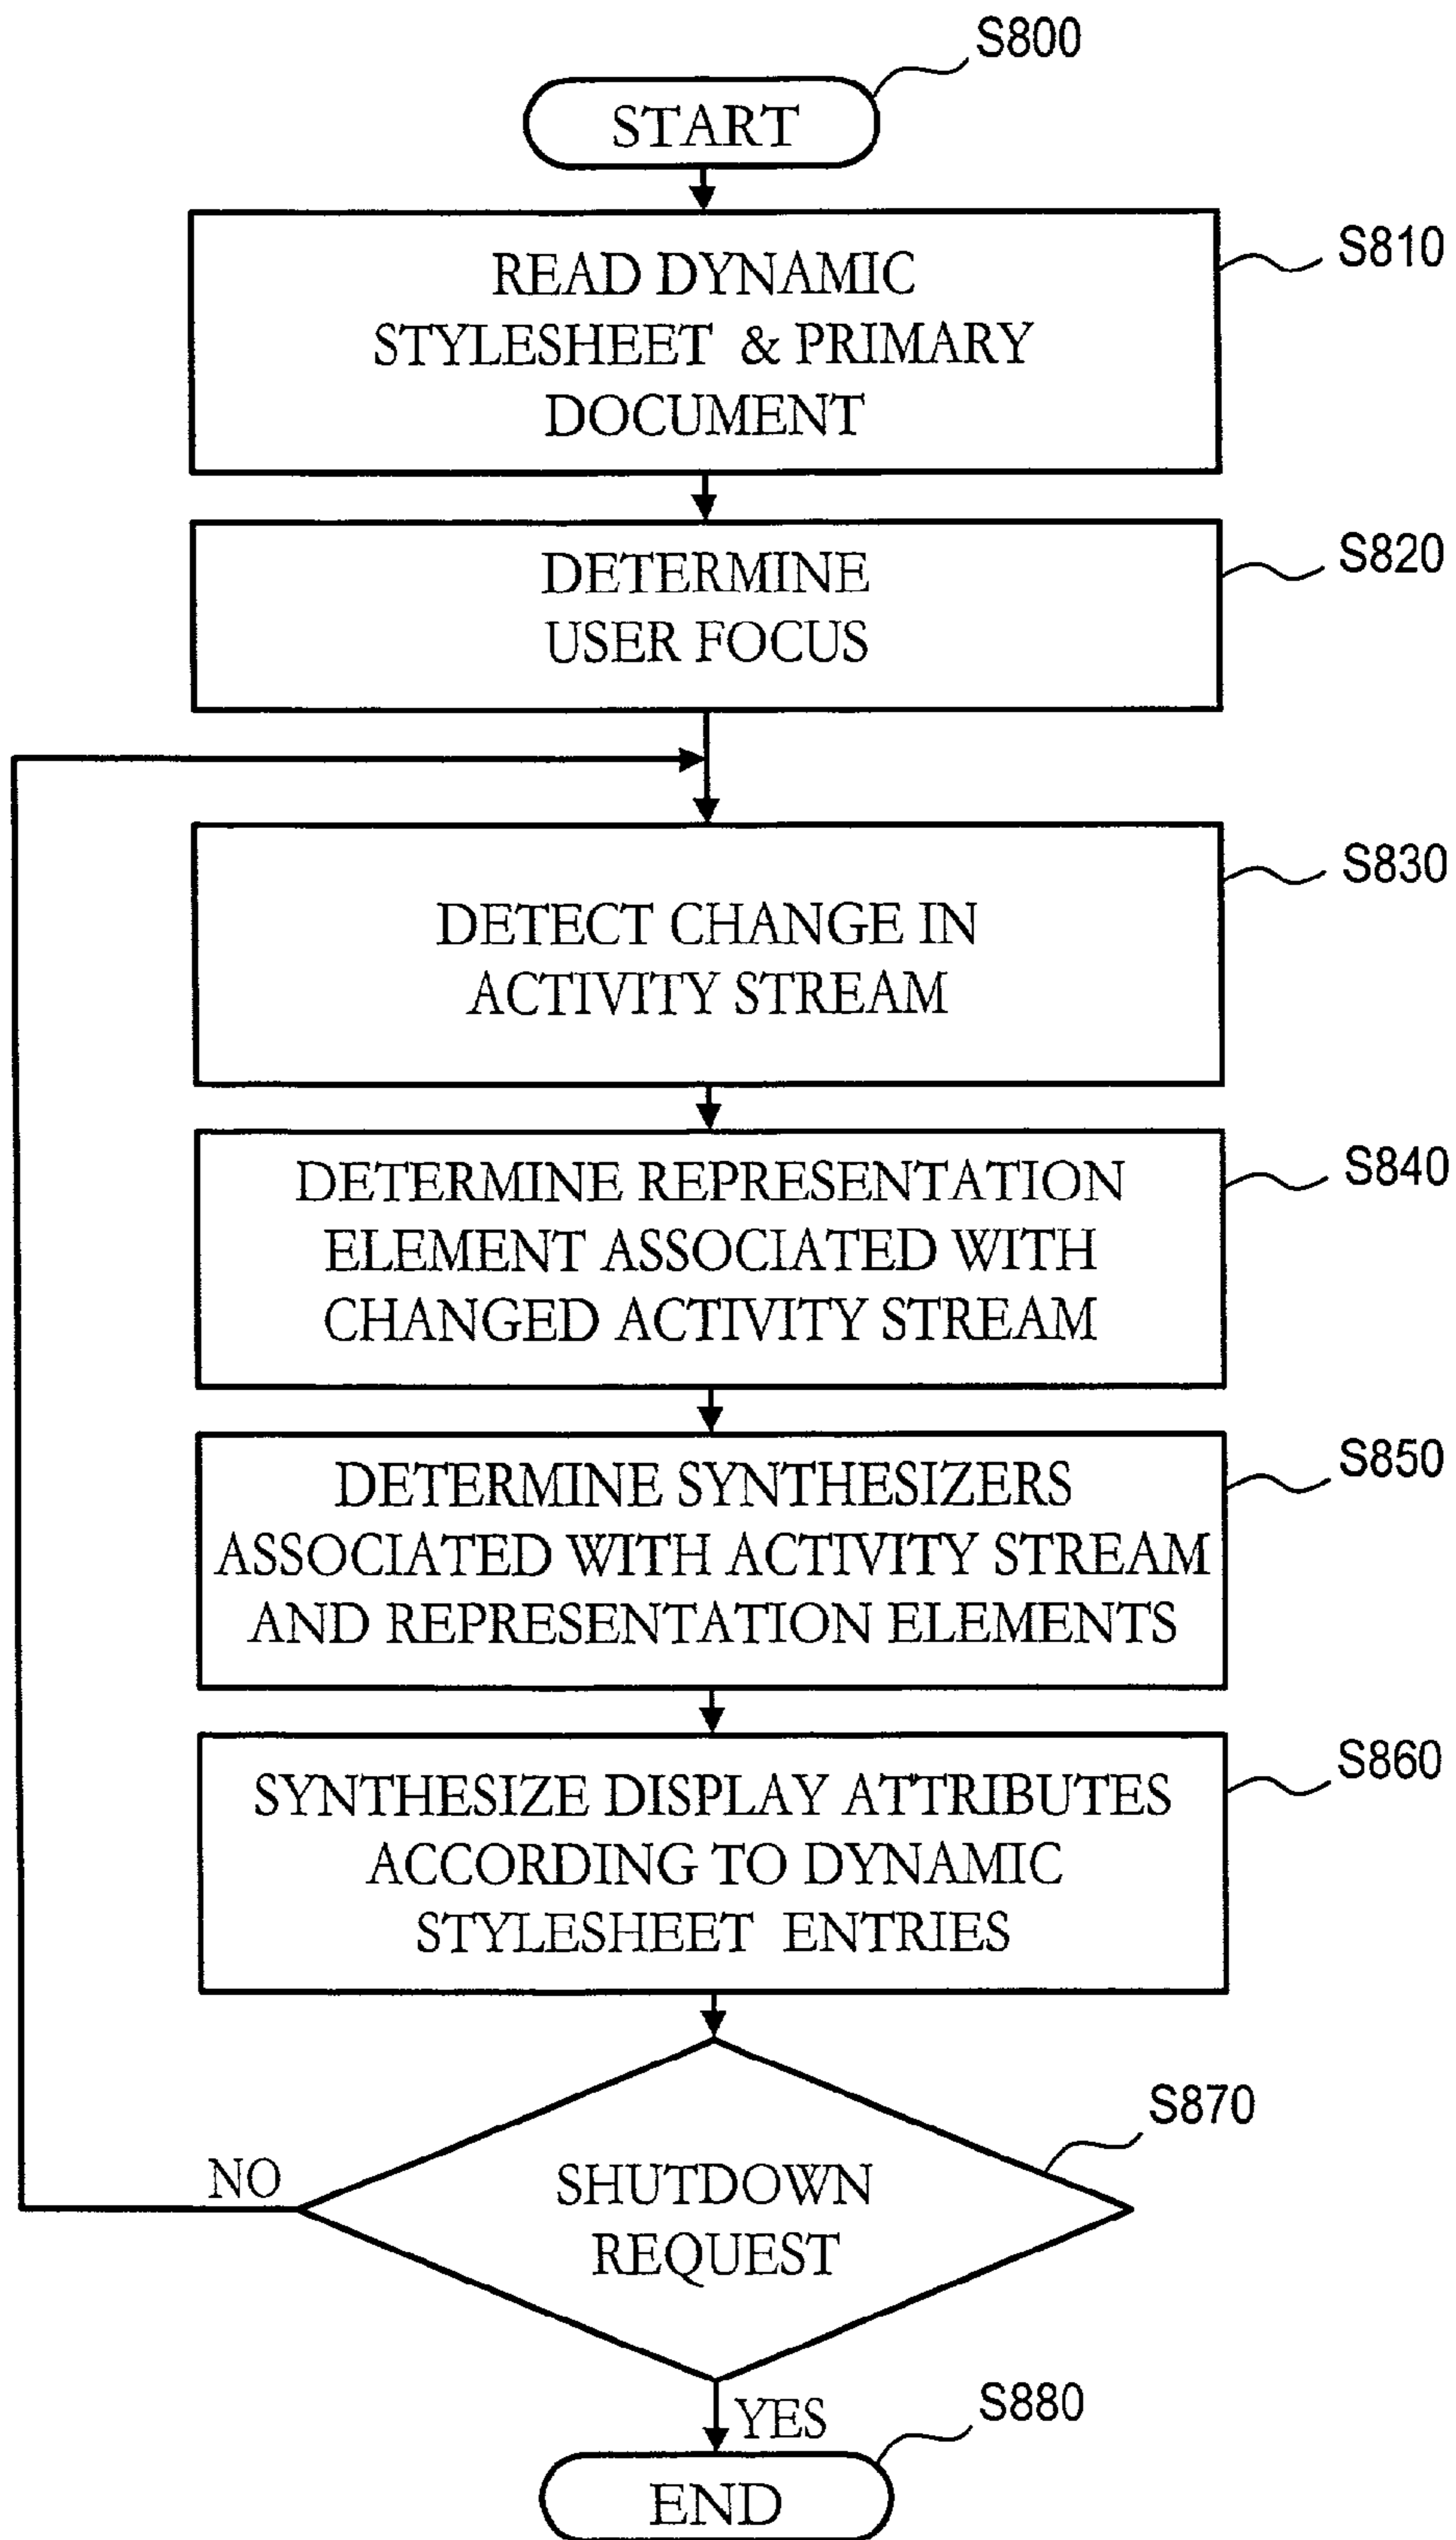 S800
START
S810
READ DYNAMIC
STYLESHEET & PRIMARY
DOCUMENT
S820
DETERMINE
USER FOCUS
S830
DETECT CHANGE IN
ACTIVITY STREAM
S840
DETERMINE REPRESENTATION
ELEMENT ASSOCIATED WITH
CHANGED ACTIVITY STREAM
S850
DETERMINE SYNTHESIZERS
ASSOCIATED WITH ACTIVITY STREAM
AND REPRESENTATION ELEMENTS
S860
SYNTHESIZE DISPLAY ATTRIBUTES
ACCORDING TO DYNAMIC
STYLESHEET ENTRIES
S870
NO
SHUTDOWN
REQUEST
YES
S880
END